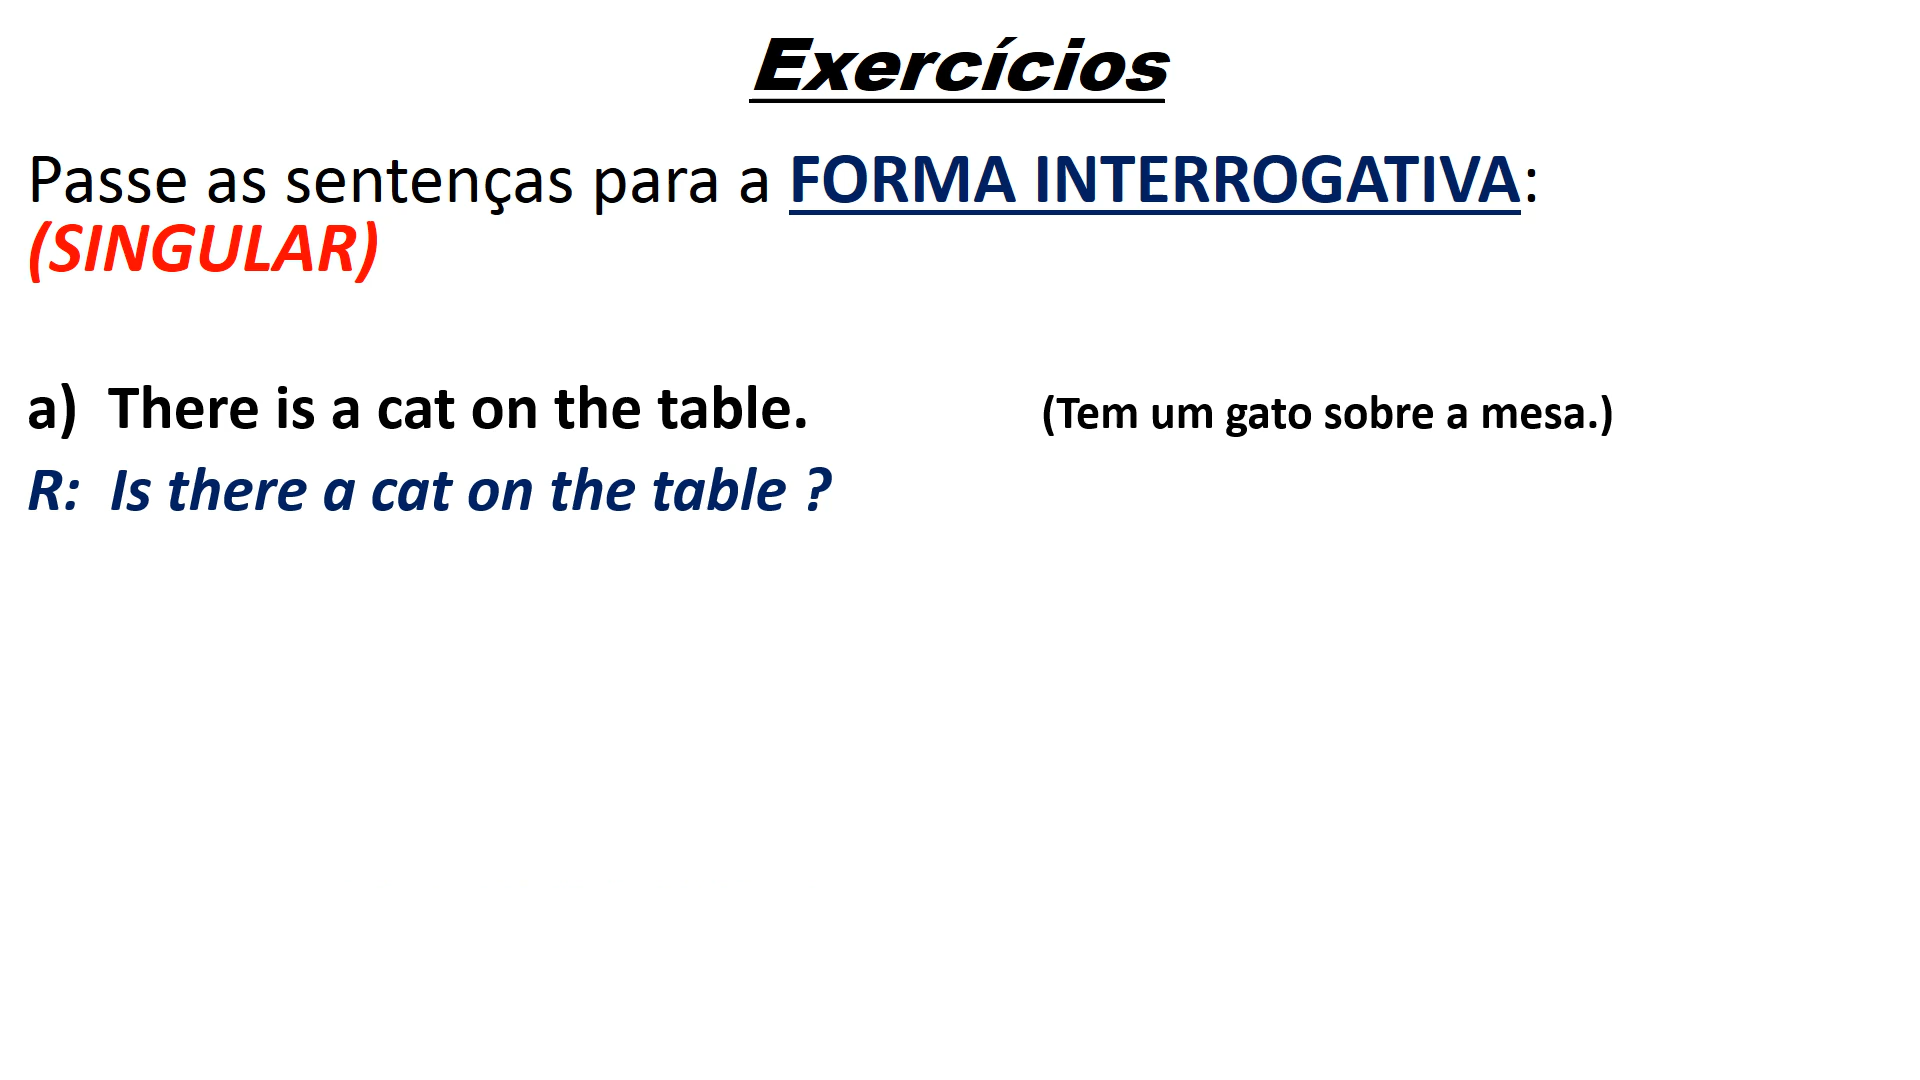 Exercícios
Passe as sentenças para a FORMA INTERROGATIVA:
(SINGULAR)
a) There is a cat on the table. (Tem um gato sobre a mesa.)
R: Is there a cat on the table ?